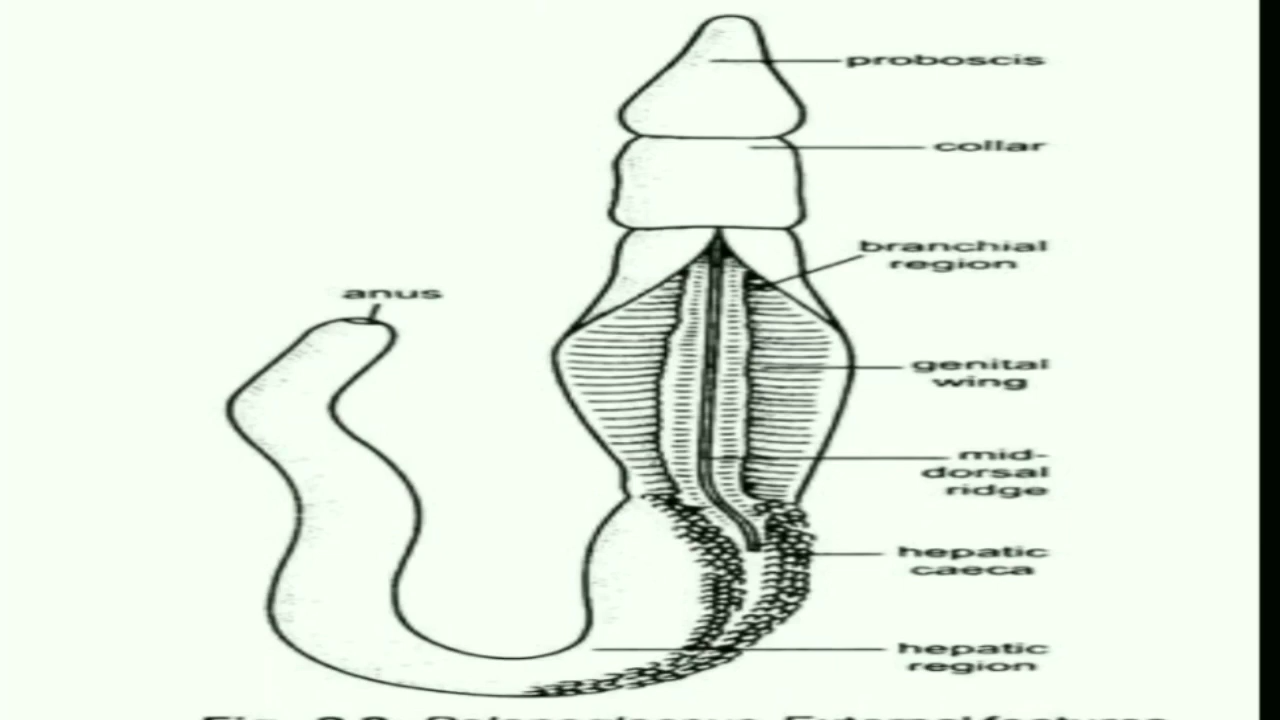 proboscis
collar
branchial
region
anus
genital
wing
mid-
dorsal
ridge
hepatic
caeca
hepatic
region